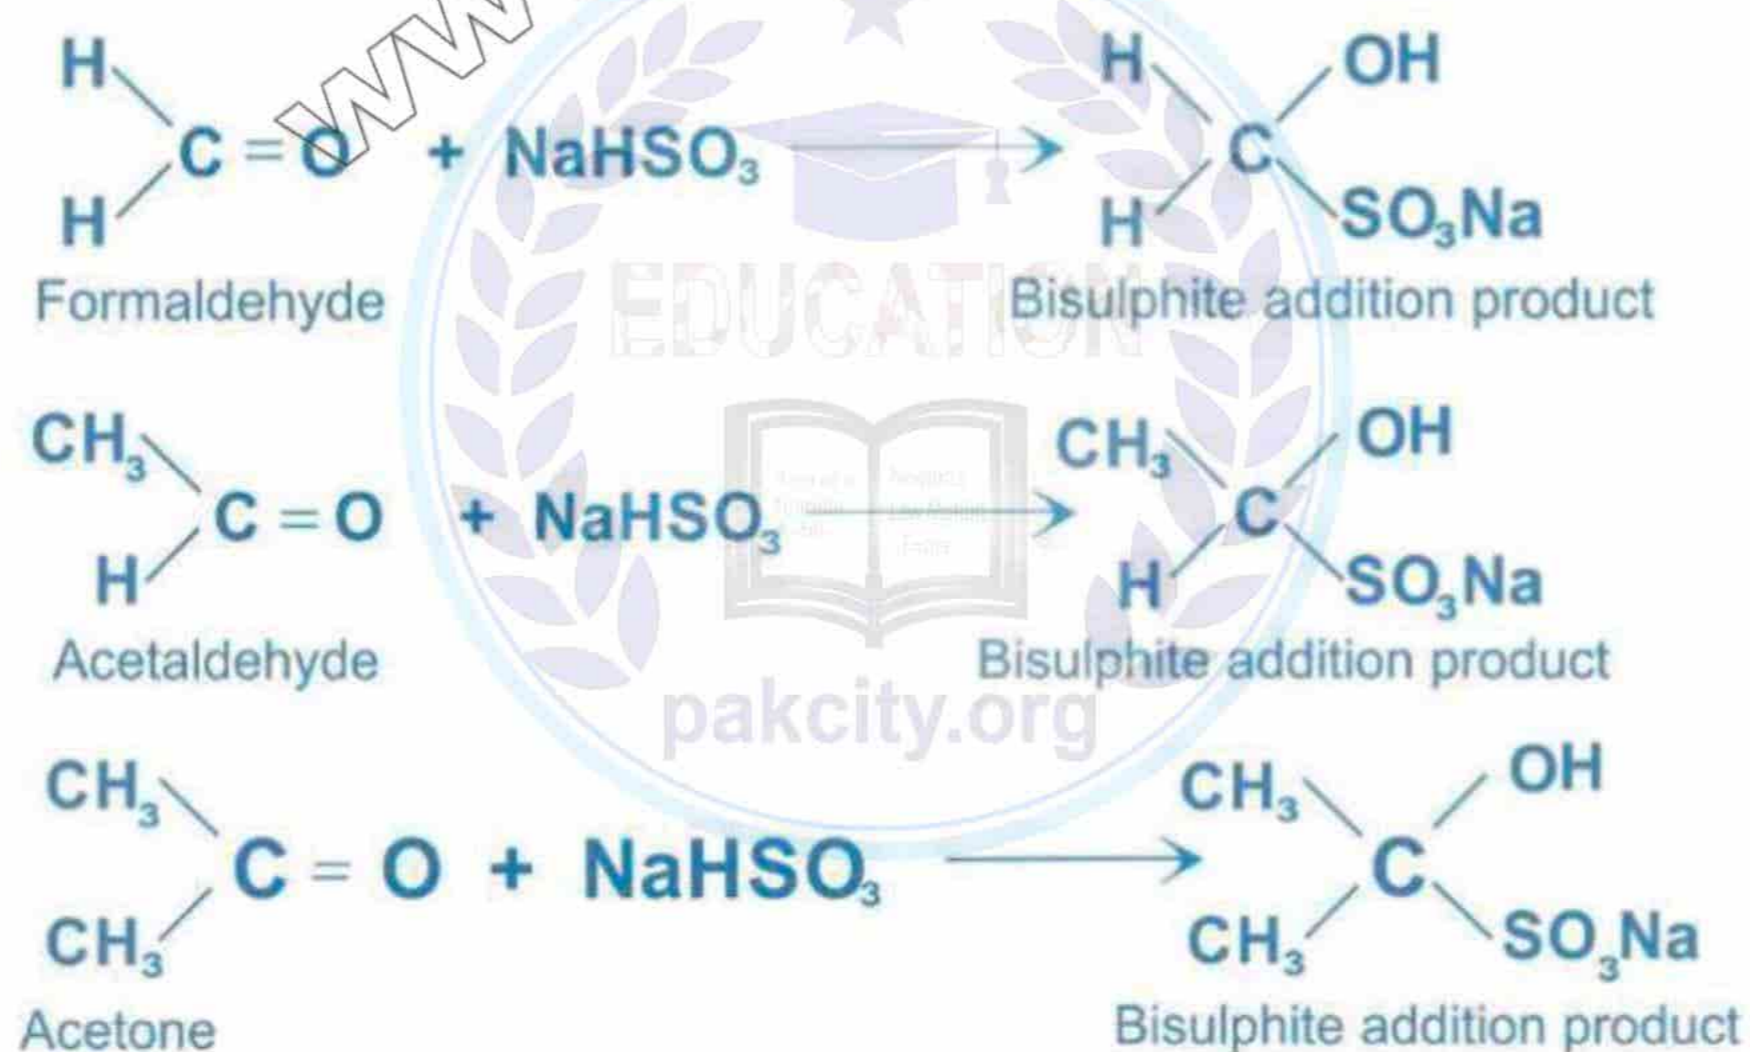 H OH
H
C = O + NaHSO₃ C
H H SO₃Na
Formaldehyde Bisulphite addition product
EDUCATION
CH₃ CH₃ OH
C = O + NaHSO₃ C
H H SO₃Na
Acetaldehyde Bisulphite addition product
pakcity.org
CH₃ CH₃ OH
C = O + NaHSO₃ C
CH₃ CH₃ SO₃Na
Acetone Bisulphite addition product